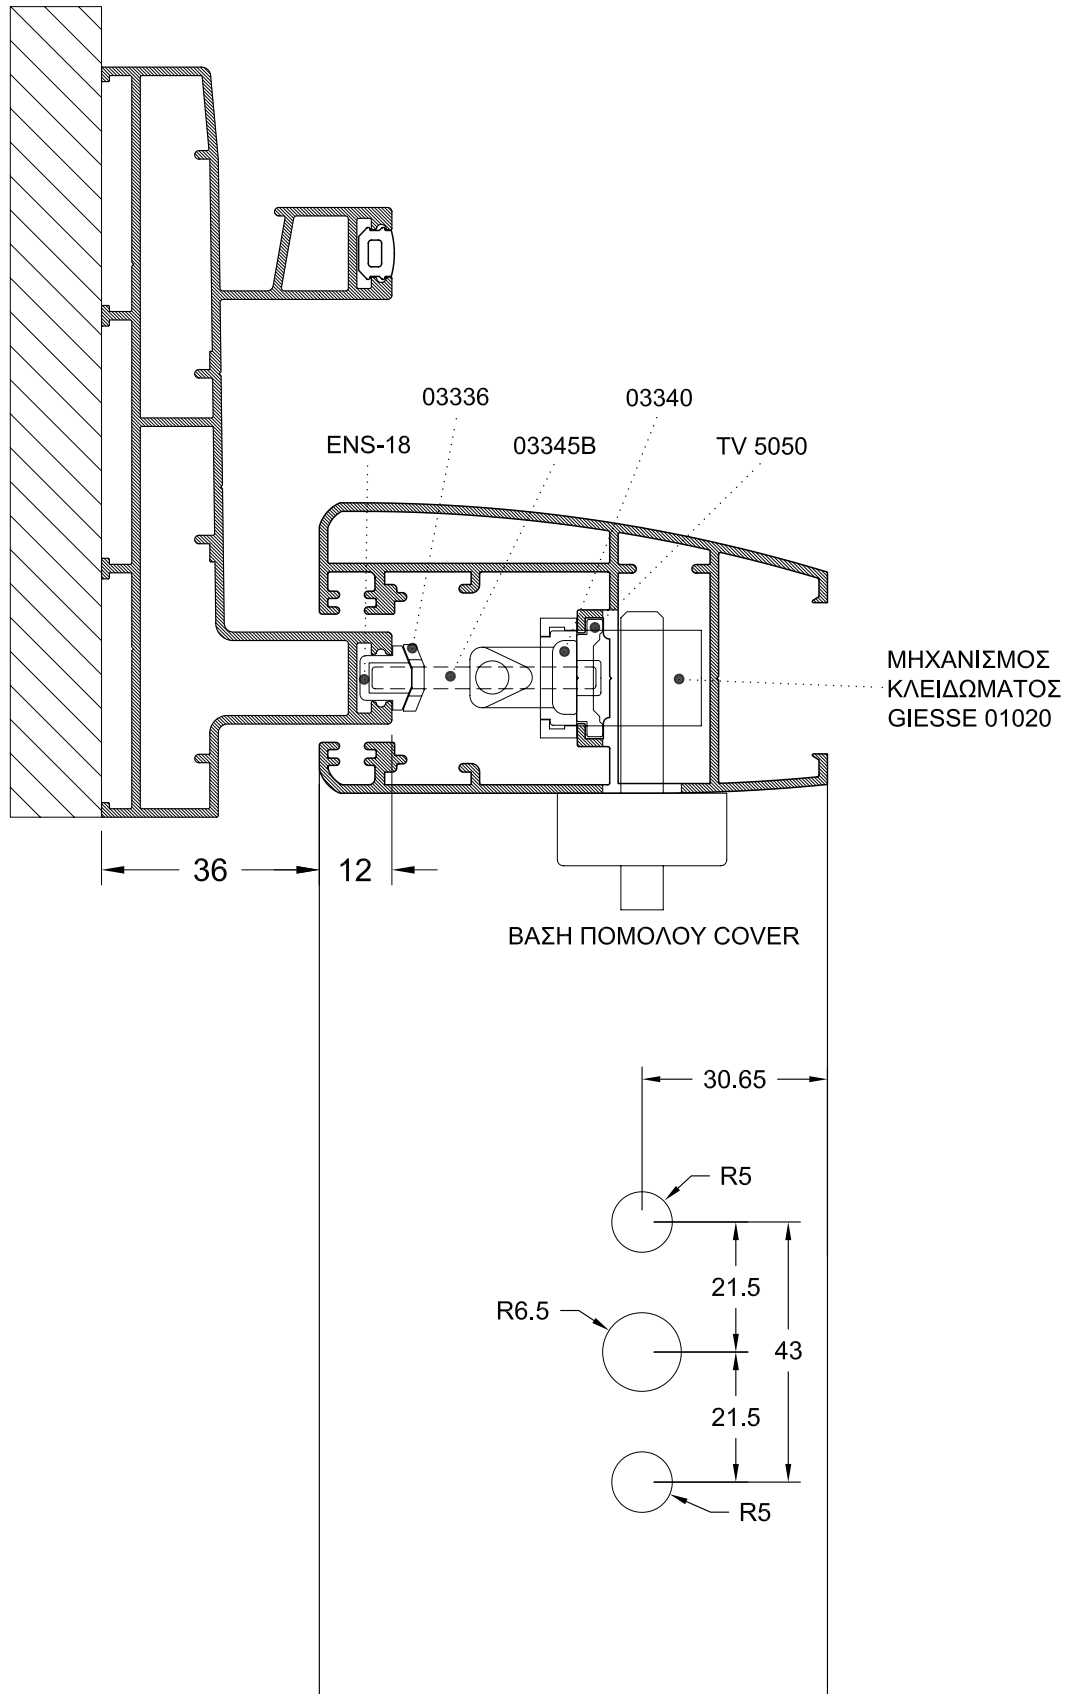 03336
03340
ENS-18
03345B
TV 5050
ΜΗΧΑΝΙΣΜΟΣ
ΚΛΕΙΔΩΜΑΤΟΣ
GIESSE 01020
36
12
ΒΑΣΗ ΠΟΜΟΛΟΥ COVER
30.65
R5
21.5
R6.5
43
21.5
R5